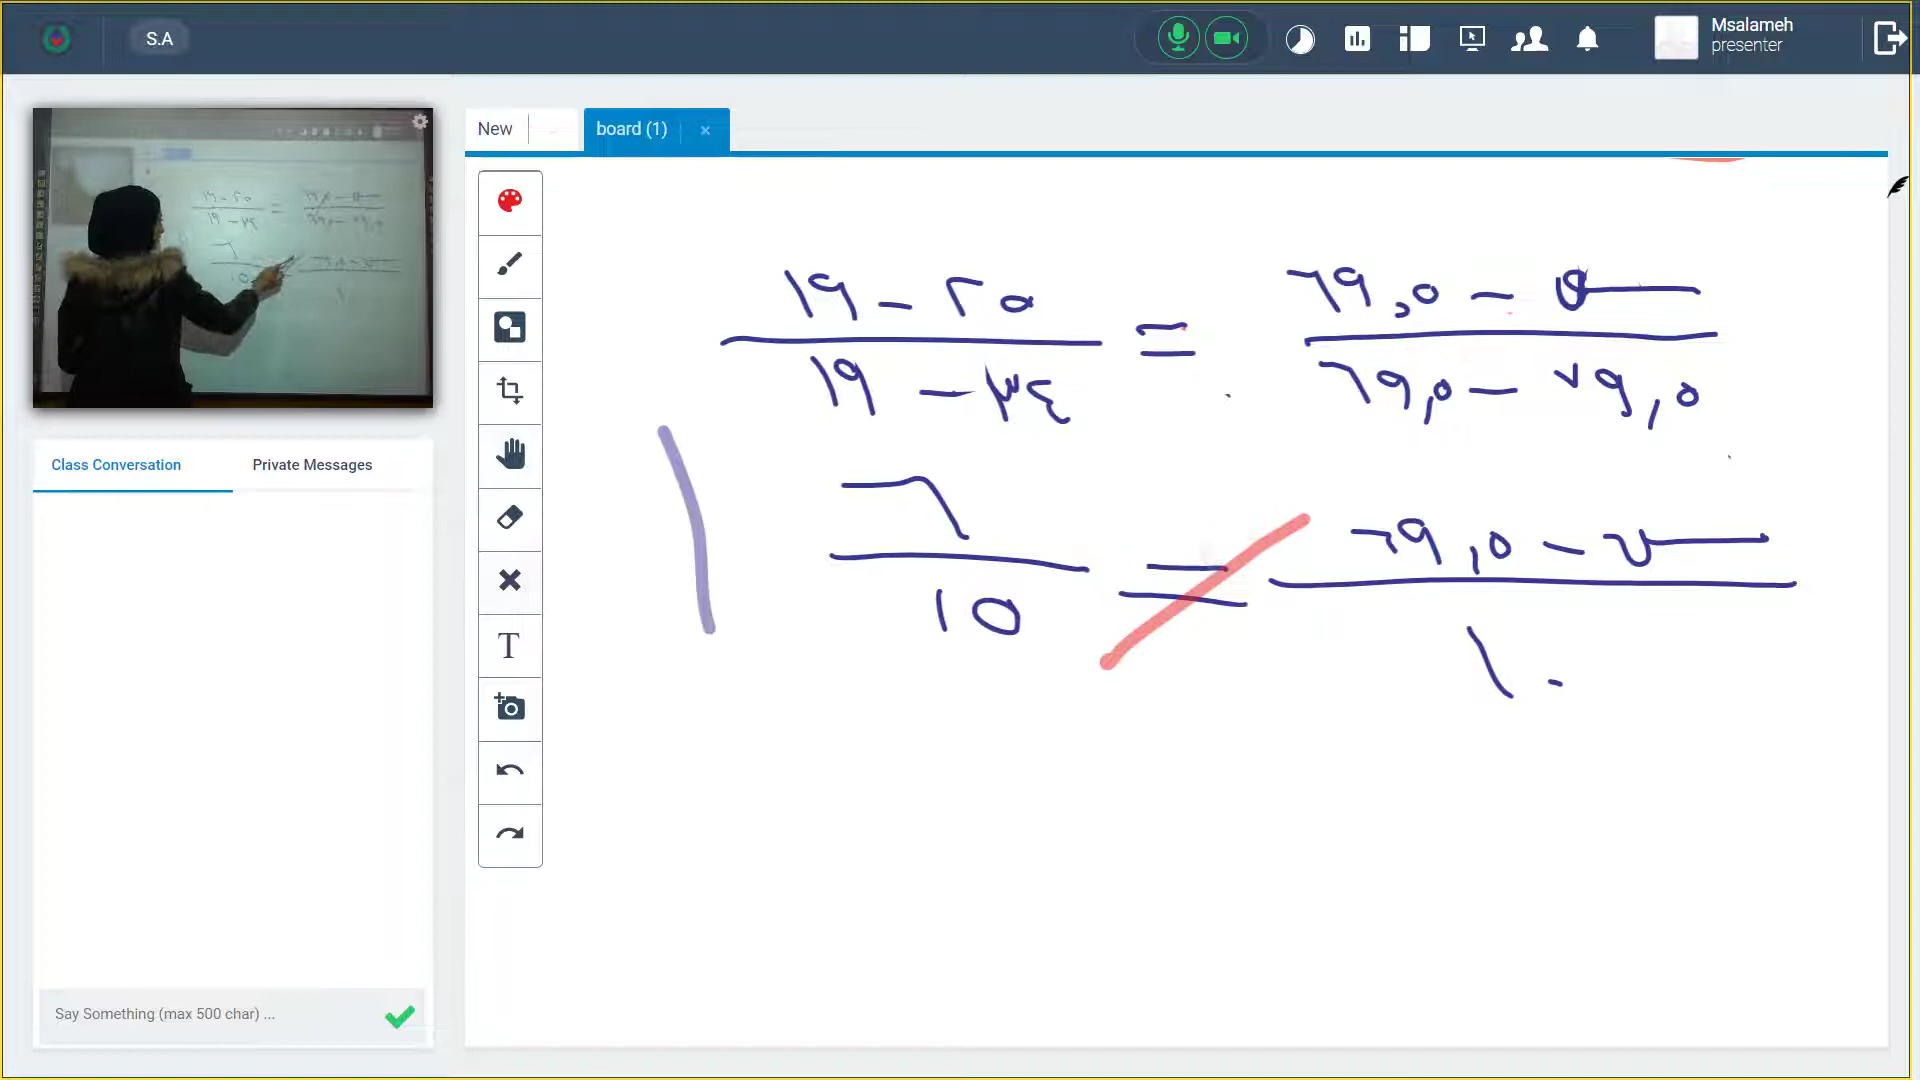 S.A
Msalameh
presenter
New
board (1)
×
١٩ - ٢٥ / ١٩ - ٣٤ = ٦٩,٥ - س / ٦٩,٥ - ٧٩,٥
٦ / ١٥ = ٦٩,٥ - س / ١٠
Class Conversation
Private Messages
T
Say Something (max 500 char) ...